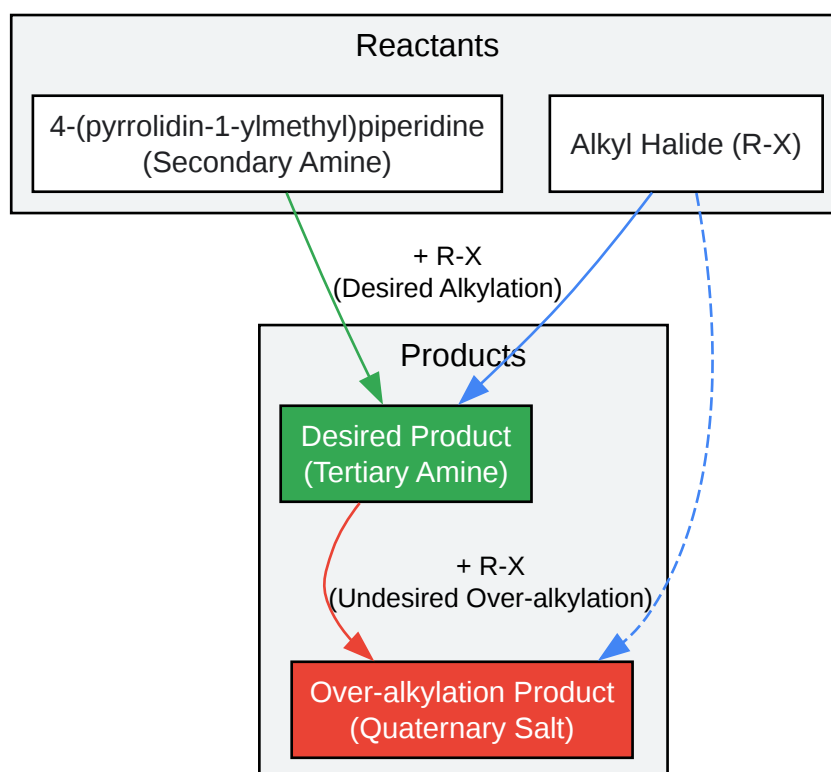 Reactants
4-(pyrrolidin-1-ylmethyl)piperidine
(Secondary Amine)
Alkyl Halide (R-X)
+ R-X
(Desired Alkylation)
Products
Desired Product
(Tertiary Amine)
+ R-X
(Undesired Over-alkylation)
Over-alkylation Product
(Quaternary Salt)